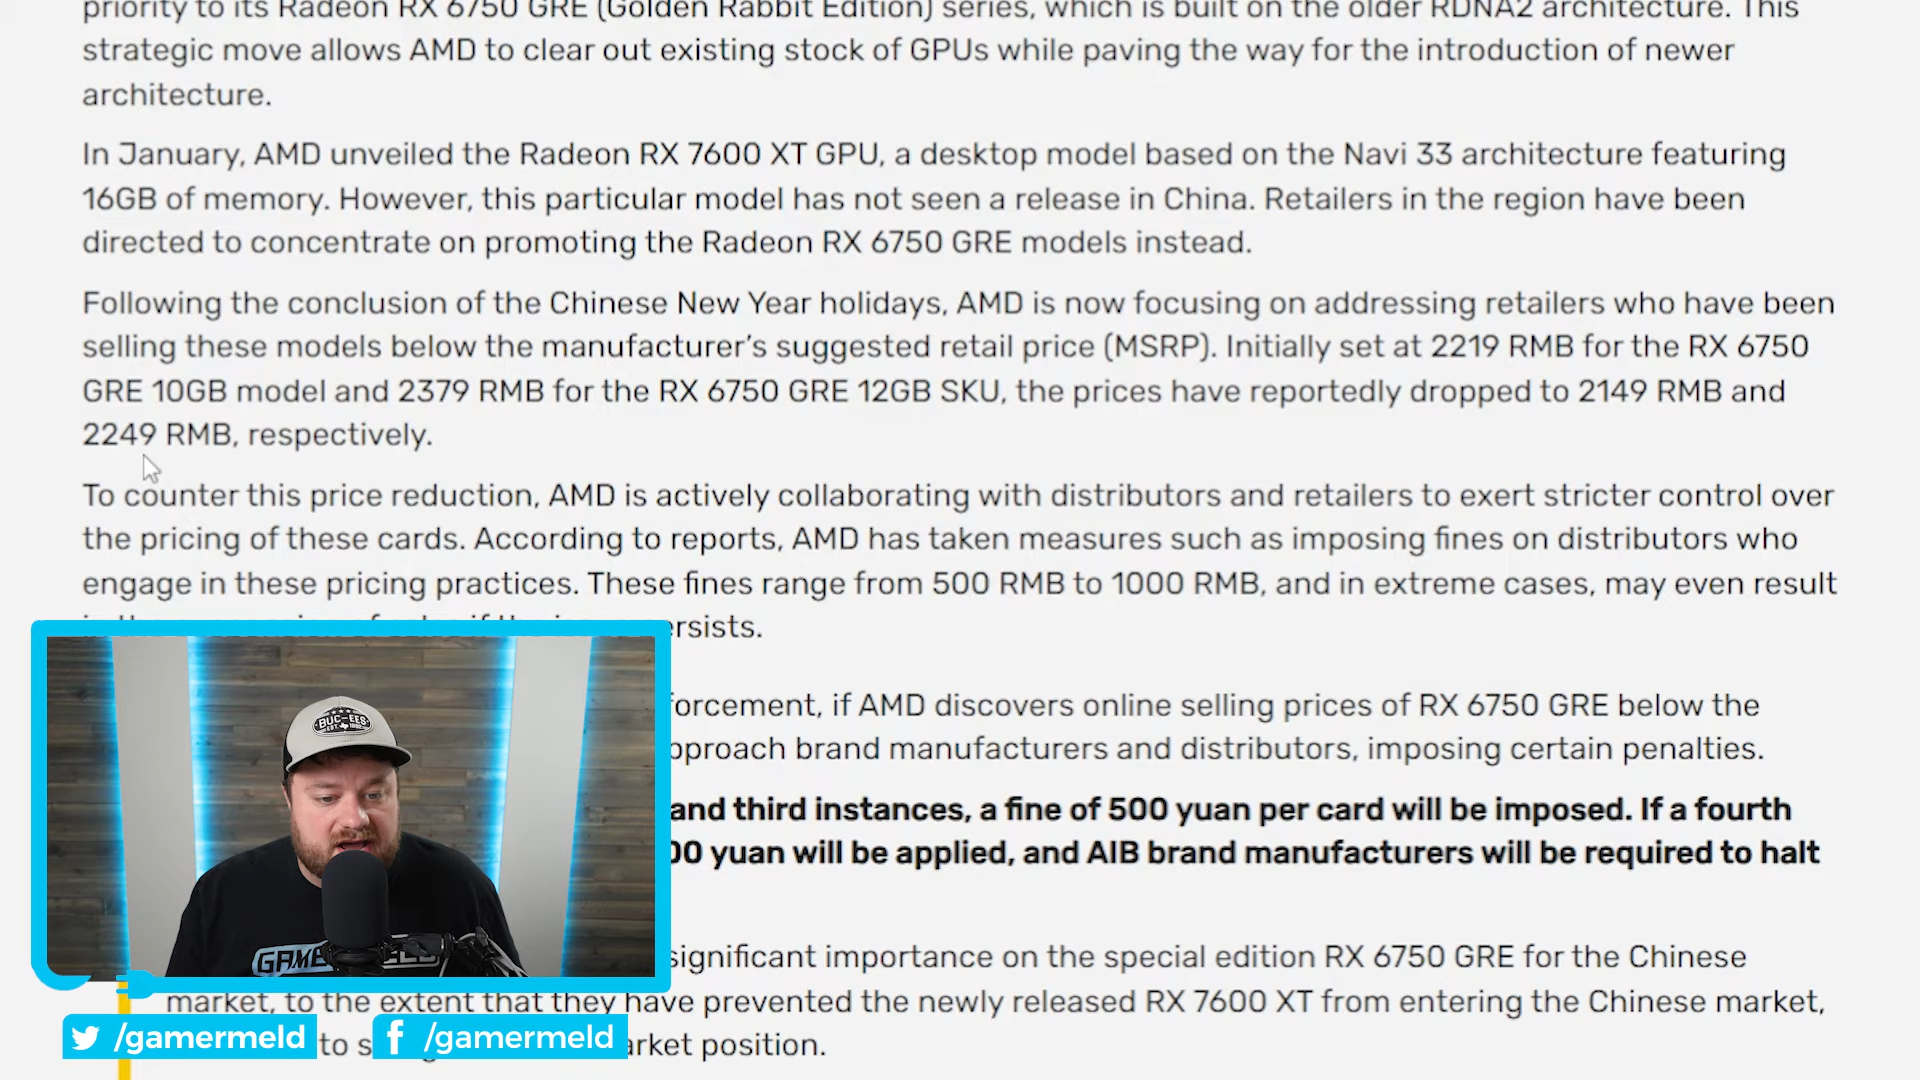 priority to its Radeon RX 6750 GRE (Golden Rabbit Edition) series, which is built on the older RDNA2 architecture. This
strategic move allows AMD to clear out existing stock of GPUs while paving the way for the introduction of newer
architecture.
In January, AMD unveiled the Radeon RX 7600 XT GPU, a desktop model based on the Navi 33 architecture featuring
16GB of memory. However, this particular model has not seen a release in China. Retailers in the region have been
directed to concentrate on promoting the Radeon RX 6750 GRE models instead.
Following the conclusion of the Chinese New Year holidays, AMD is now focusing on addressing retailers who have been
selling these models below the manufacturer's suggested retail price (MSRP). Initially set at 2219 RMB for the RX 6750
GRE 10GB model and 2379 RMB for the RX 6750 GRE 12GB SKU, the prices have reportedly dropped to 2149 RMB and
2249 RMB, respectively.
To counter this price reduction, AMD is actively collaborating with distributors and retailers to exert stricter control over
the pricing of these cards. According to reports, AMD has taken measures such as imposing fines on distributors who
engage in these pricing practices. These fines range from 500 RMB to 1000 RMB, and in extreme cases, may even result
ersists.
forcement, if AMD discovers online selling prices of RX 6750 GRE below the
pproach brand manufacturers and distributors, imposing certain penalties.
and third instances, a fine of 500 yuan per card will be imposed. If a fourth
00 yuan will be applied, and AIB brand manufacturers will be required to halt
BUC-EES
significant importance on the special edition RX 6750 GRE for the Chinese
market, to the extent that they have prevented the newly released RX 7600 XT from entering the Chinese market,
/gamermeld
/gamermeld
to
arket position.